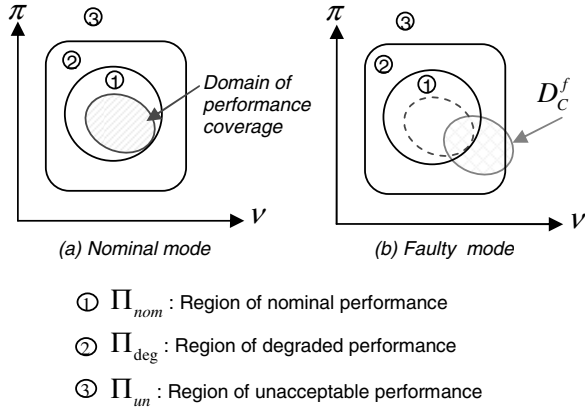 π
③
②
①
Domain of
performance
coverage
ν
(a) Nominal mode
π
③
②
①
D_C^f
ν
(b) Faulty mode
① Π_nom : Region of nominal performance
② Π_deg : Region of degraded performance
③ Π_un : Region of unacceptable performance